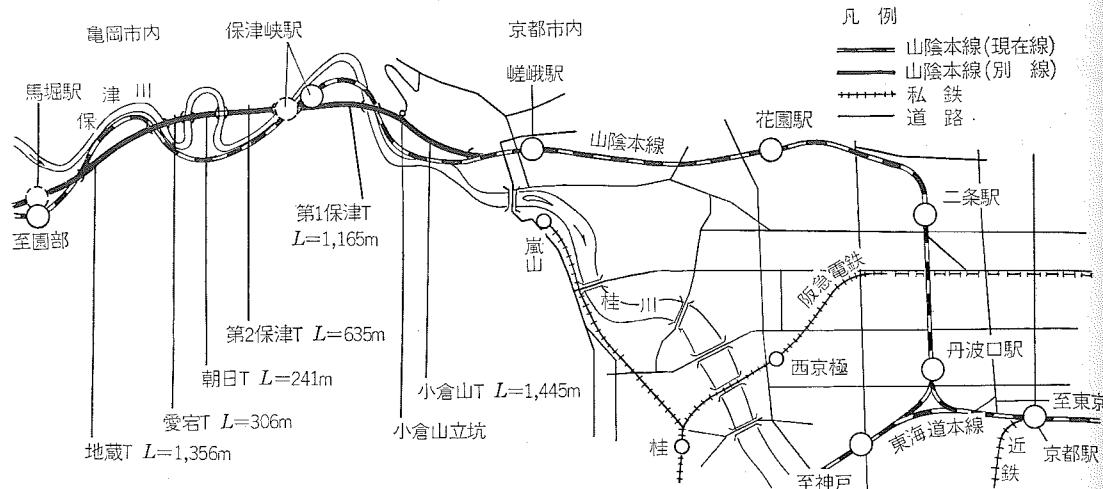 亀岡市内
保津峡駅
京都市内
凡例
山陰本線(現在線)
山陰本線(別線)
私鉄
道路
馬堀駅
保津川
嵯峨駅
山陰本線
花園駅
二条駅
至園部
第1保津T
L=1,165m
嵐山
阪急電鉄
桂川
第2保津T L=635m
丹波口駅
朝日T L=241m
小倉山T L=1,445m
西京極
至東京
愛宕T L=306m
小倉山立坑
地蔵T L=1,356m
桂
東海道本線
近鉄
京都駅
至神戸